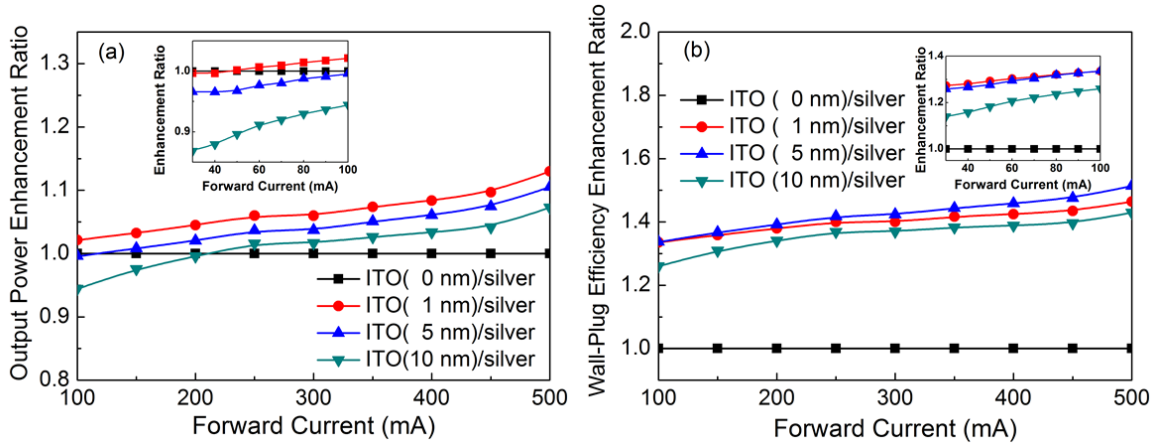 (a)
Output Power Enhancement Ratio
1.3
1.2
1.1
1.0
0.9
0.8
100 200 300 400 500
Forward Current (mA)
Enhancement Ratio
1.0
0.9
40 60 80 100
Forward Current (mA)
ITO( 0 nm)/silver
ITO( 1 nm)/silver
ITO( 5 nm)/silver
ITO(10 nm)/silver
(b)
Wall-Plug Efficiency Enhancement Ratio
2.0
1.8
1.6
1.4
1.2
1.0
100 200 300 400 500
Forward Current (mA)
ITO ( 0 nm)/silver
ITO ( 1 nm)/silver
ITO ( 5 nm)/silver
ITO (10 nm)/silver
Enhancement Ratio
1.4
1.2
1.0
40 60 80 100
Forward Current (mA)